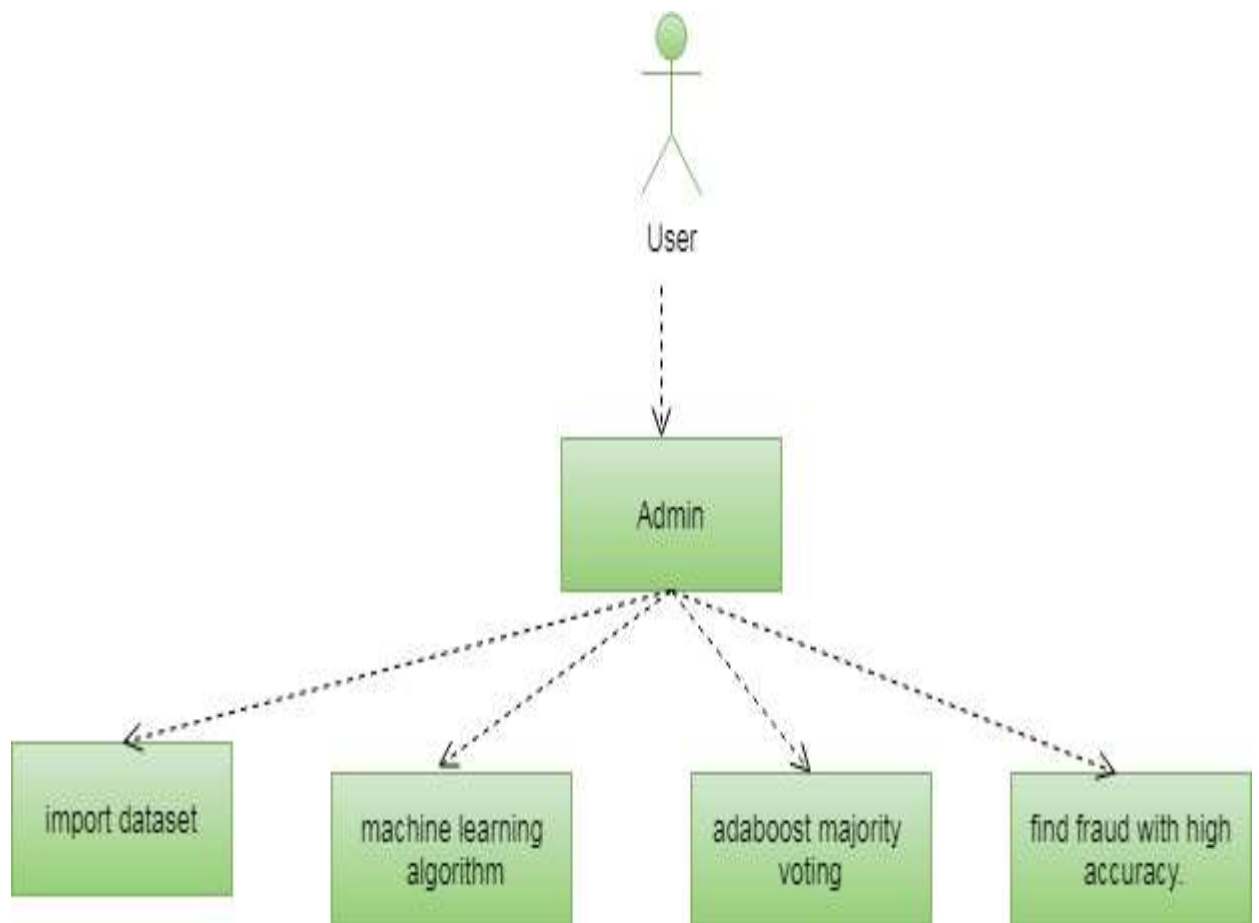 User
Admin
import dataset
machine learning
algorithm
adaboost majority
voting
find fraud with high
accuracy.